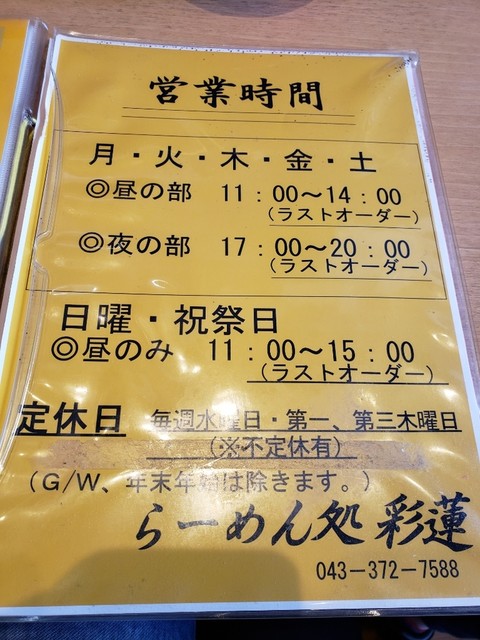 営業時間
月・火・木・金・土
◎昼の部 11：00～14：00
(ラストオーダー)
◎夜の部 17：00～20：00
(ラストオーダー)
日曜・祝祭日
◎昼のみ 11：00～15：00
(ラストオーダー)
定休日 毎週水曜日・第一、第三木曜日
(※不定休有)
(G/W、年末年始は除きます。)
らーめん処 彩蓮
043－372－7588